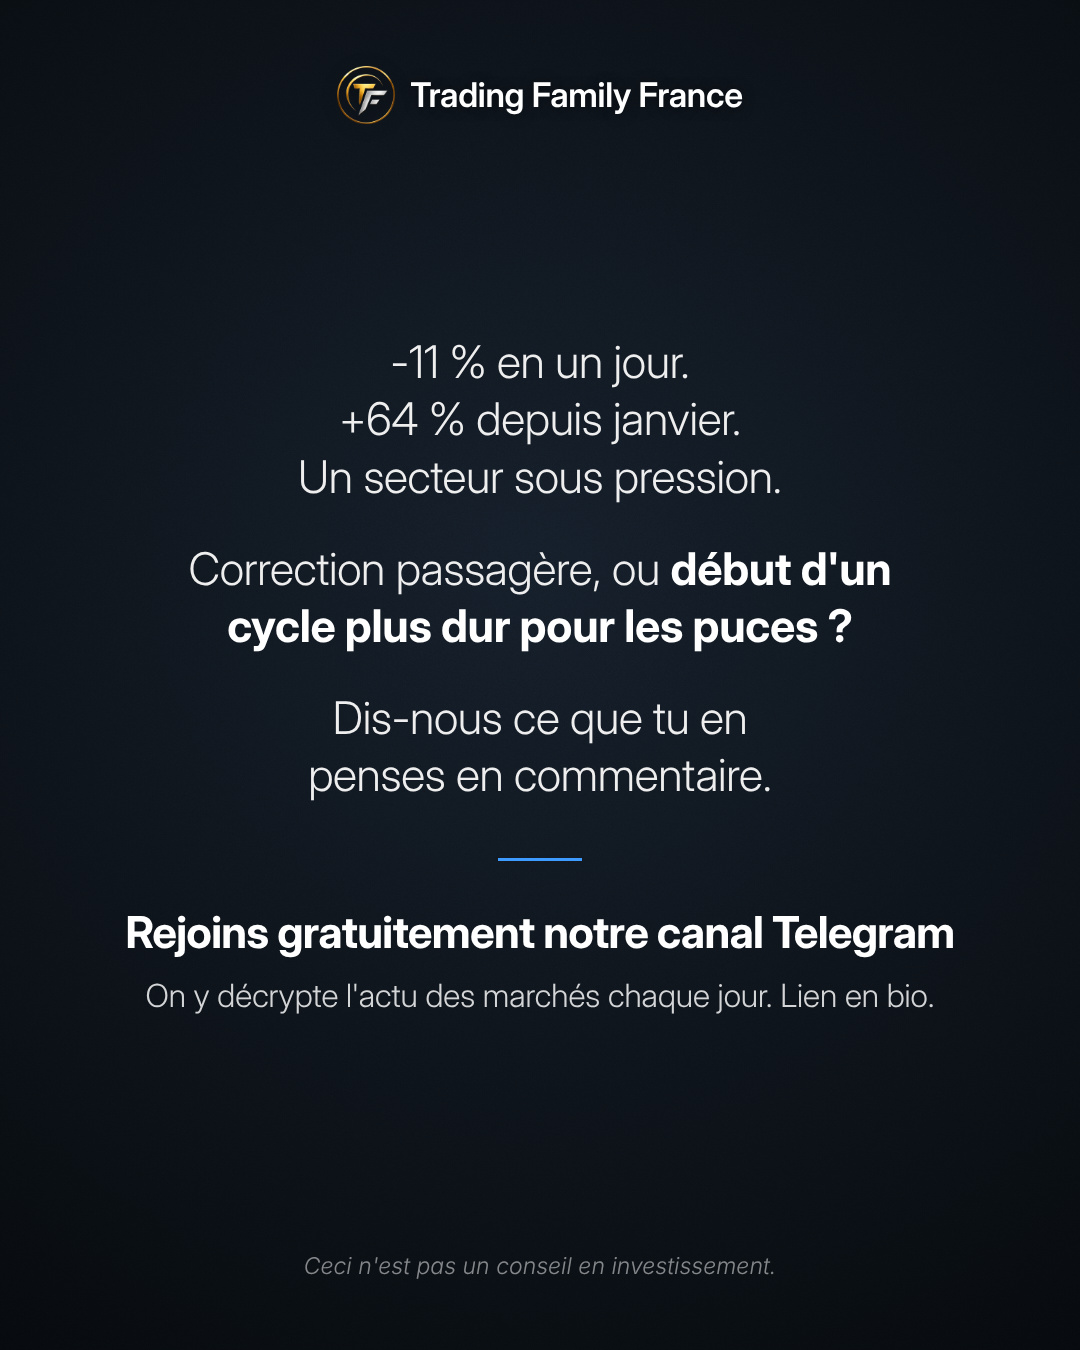 TF Trading Family France
-11 % en un jour.
+64 % depuis janvier.
Un secteur sous pression.
Correction passagère, ou début d'un
cycle plus dur pour les puces ?
Dis-nous ce que tu en
penses en commentaire.
Rejoins gratuitement notre canal Telegram
On y décrypte l'actu des marchés chaque jour. Lien en bio.
Ceci n'est pas un conseil en investissement.